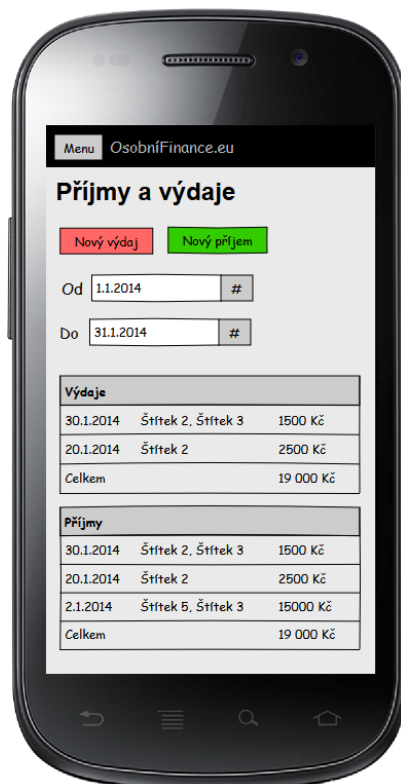 Menu OsobníFinance.eu
Příjmy a výdaje
Nový výdaj Nový příjem
Od 1.1.2014 #
Do 31.1.2014 #
Výdaje
30.1.2014 Štítek 2, Štítek 3 1500 Kč
20.1.2014 Štítek 2 2500 Kč
Celkem 19 000 Kč
Příjmy
30.1.2014 Štítek 2, Štítek 3 1500 Kč
20.1.2014 Štítek 2 2500 Kč
2.1.2014 Štítek 5, Štítek 3 15000 Kč
Celkem 19 000 Kč